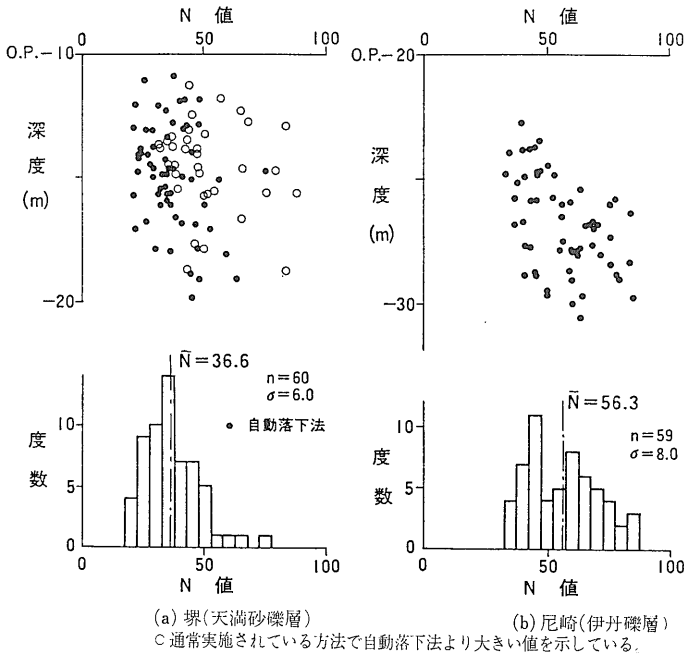 N 値
0 50 100
O.P.-10
深度(m)
-20
N̄=36.6
n=60
σ=6.0
● 自動落下法
度数
10
5
0
0 50 100
N 値
(a) 堺(天満砂礫層)
N 値
0 50 100
O.P.-20
深度(m)
-30
N̄=56.3
n=59
σ=8.0
度数
10
5
0
0 50 100
N 値
(b) 尼崎(伊丹礫層)
○通常実施されている方法で自動落下法より大きい値を示している。